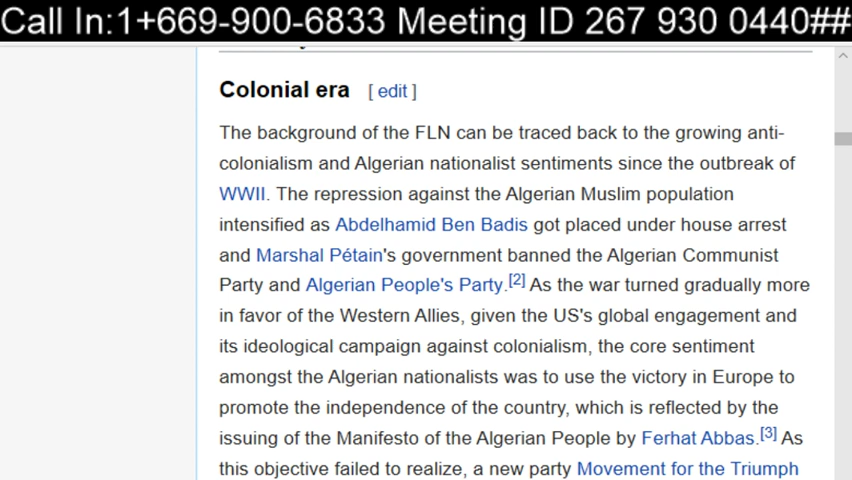 Call In:1+669-900-6833 Meeting ID 267 930 0440##
Colonial era [ edit ]
The background of the FLN can be traced back to the growing anti-
colonialism and Algerian nationalist sentiments since the outbreak of
WWII. The repression against the Algerian Muslim population
intensified as Abdelhamid Ben Badis got placed under house arrest
and Marshal Pétain's government banned the Algerian Communist
Party and Algerian People's Party.[2] As the war turned gradually more
in favor of the Western Allies, given the US's global engagement and
its ideological campaign against colonialism, the core sentiment
amongst the Algerian nationalists was to use the victory in Europe to
promote the independence of the country, which is reflected by the
issuing of the Manifesto of the Algerian People by Ferhat Abbas.[3] As
this objective failed to realize, a new party Movement for the Triumph